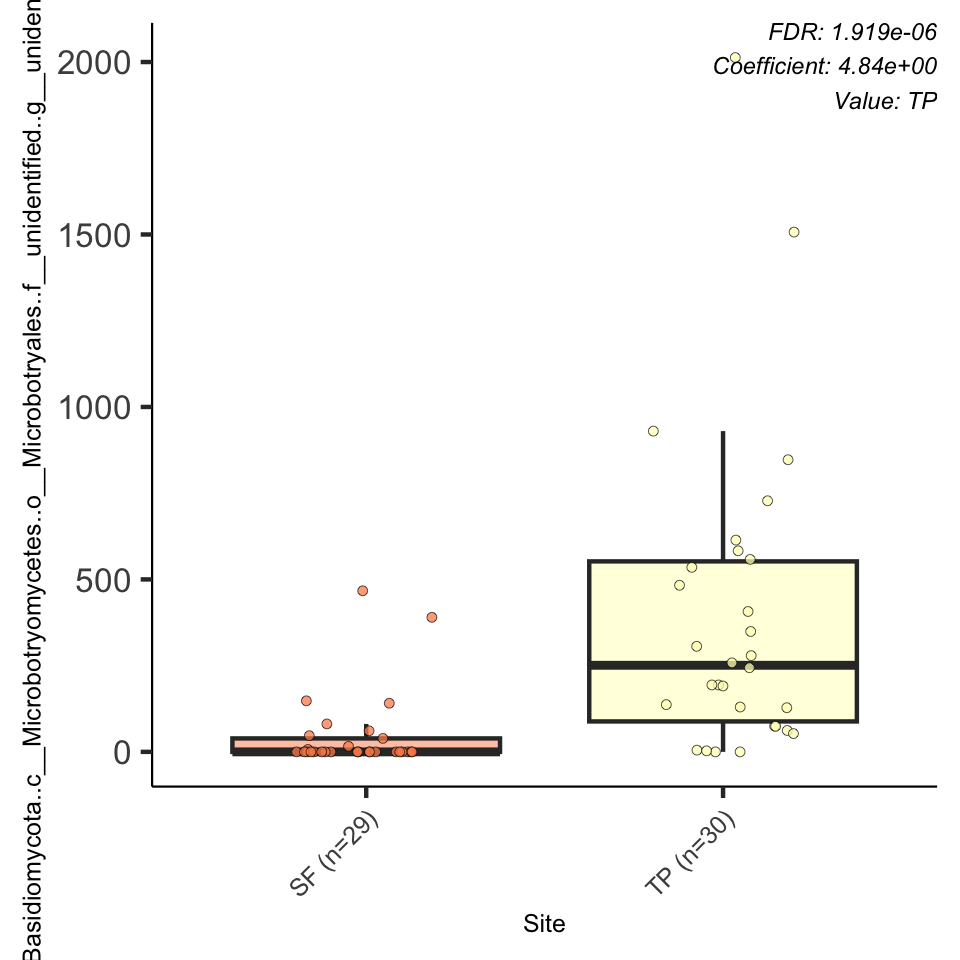 FDR: 1.919e-06
Coefficient: 4.84e+00
Value: TP
Basidiomycota..c__Microbotryomycetes.o__Microbotryales..f__unidentified..g__uniden
2000
1500
1000
500
0
SF (n=29)
TP (n=30)
Site